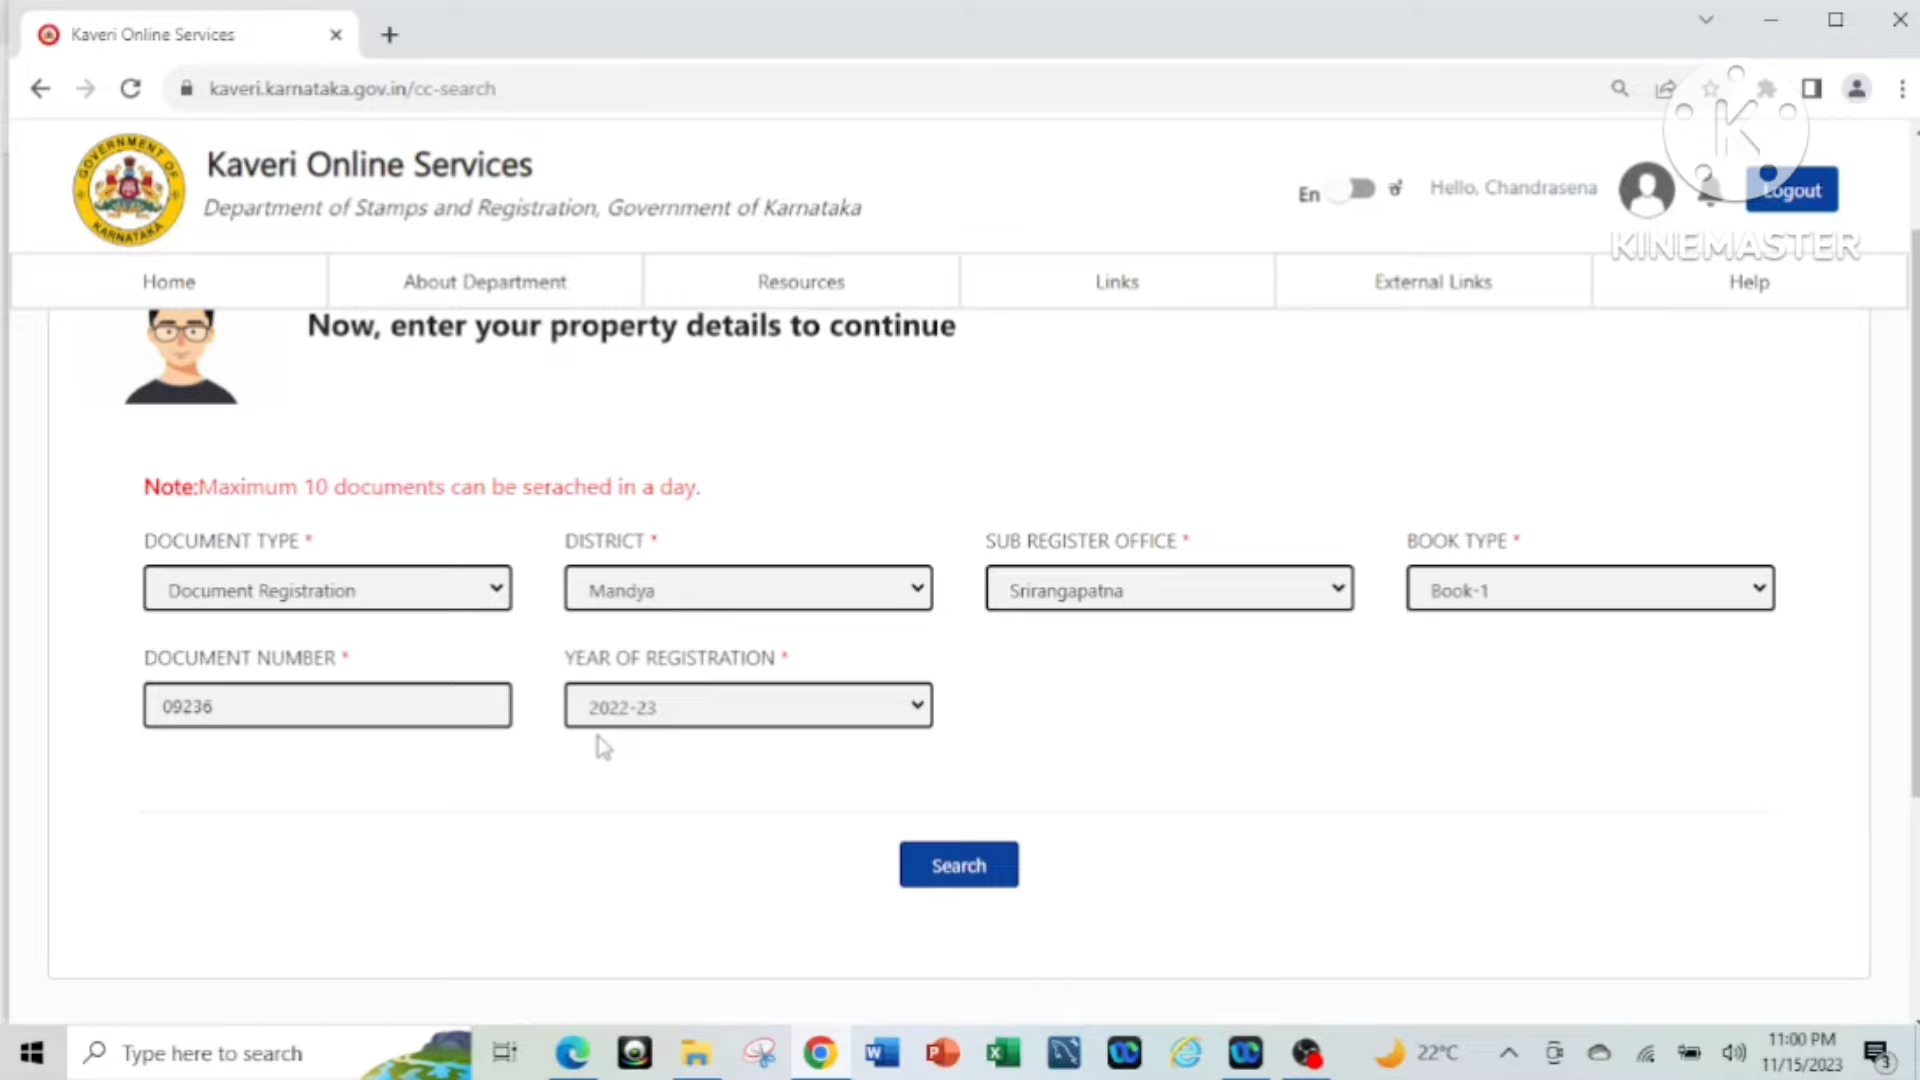 Kaveri Online Services
kaveri.karnataka.gov.in/cc-search
GOVERNMENT OF KARNATAKA
Kaveri Online Services
Department of Stamps and Registration, Government of Karnataka
En ಕ Hello, Chandrasena Logout
K
KINEMASTER
Home About Department Resources Links External Links Help
Now, enter your property details to continue
Note:Maximum 10 documents can be serached in a day.
DOCUMENT TYPE * DISTRICT * SUB REGISTER OFFICE * BOOK TYPE *
Document Registration Mandya Srirangapatna Book-1
DOCUMENT NUMBER * YEAR OF REGISTRATION *
09236 2022-23
Search
Type here to search 22°C 11:00 PM
11/15/2023 3